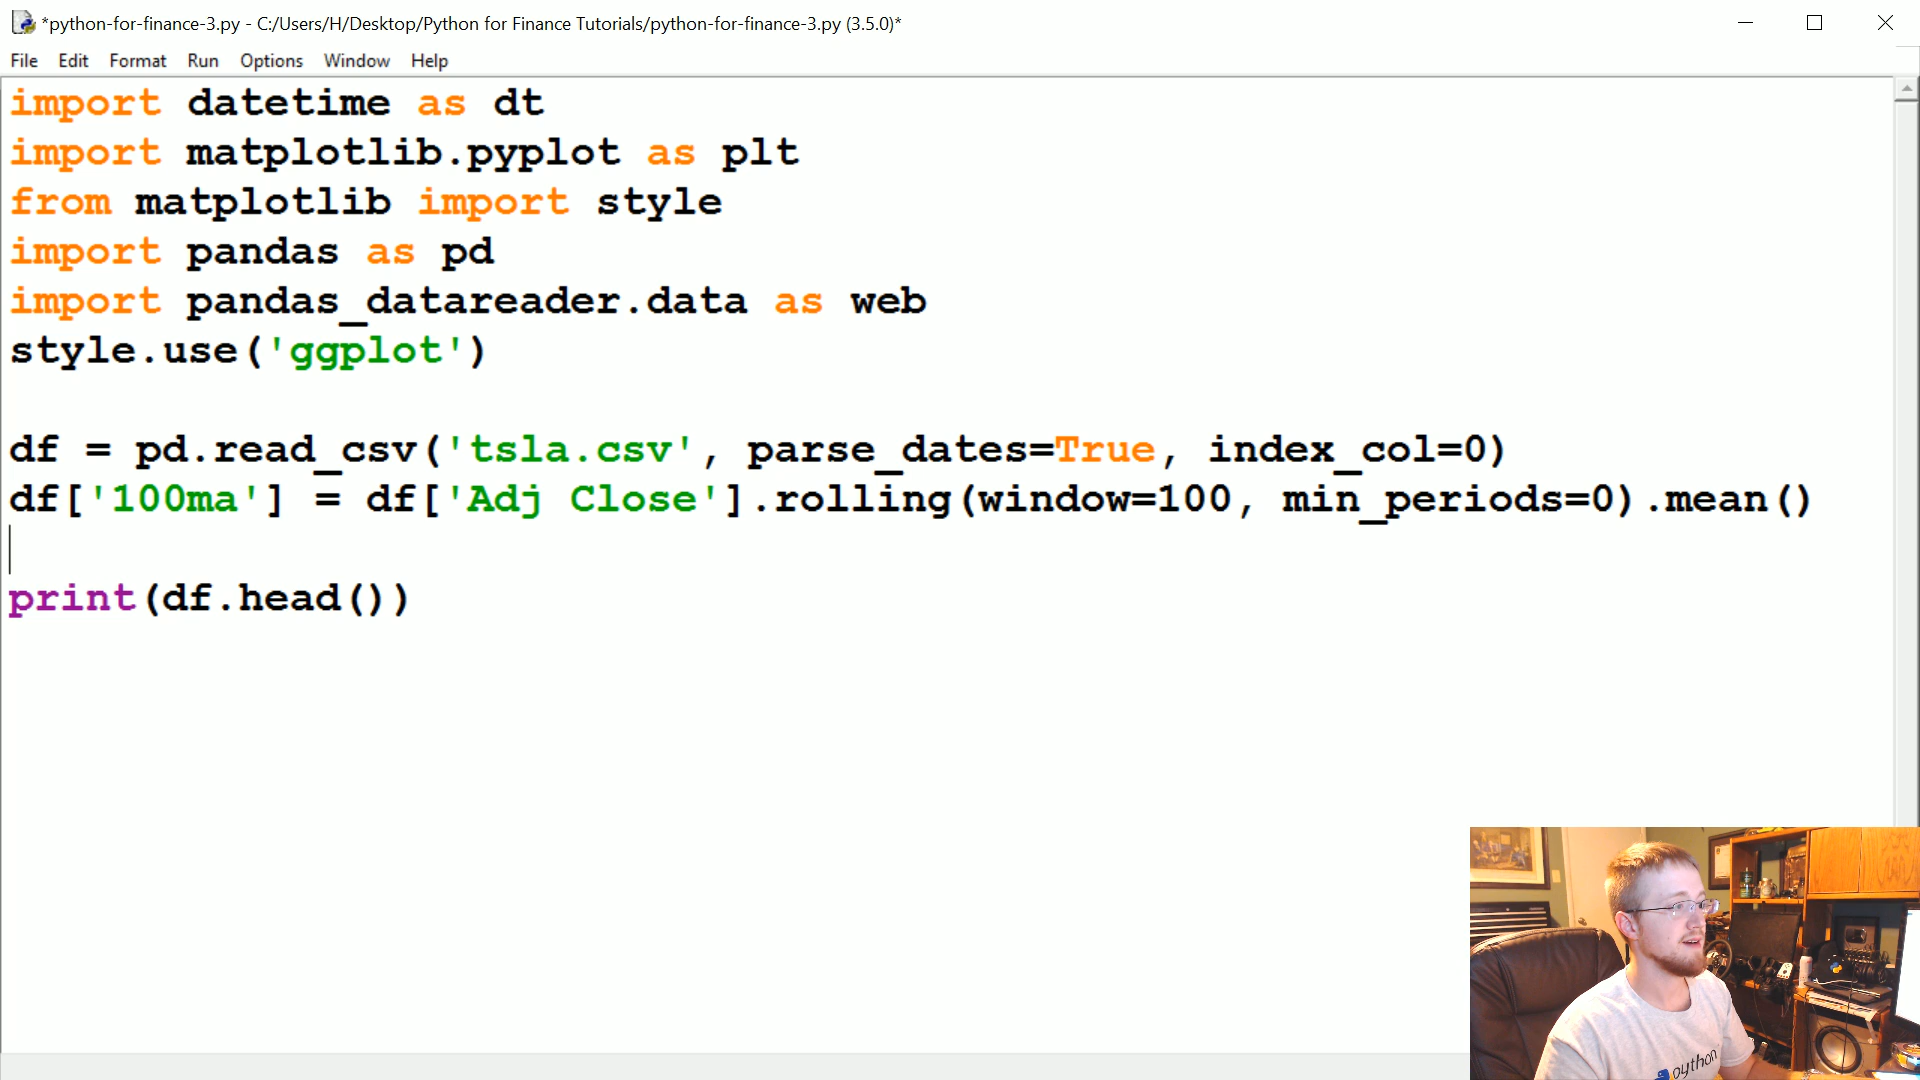 *python-for-finance-3.py - C:/Users/H/Desktop/Python for Finance Tutorials/python-for-finance-3.py (3.5.0)*
File Edit Format Run Options Window Help
import datetime as dt
import matplotlib.pyplot as plt
from matplotlib import style
import pandas as pd
import pandas_datareader.data as web
style.use('ggplot')
df = pd.read_csv('tsla.csv', parse_dates=True, index_col=0)
df['100ma'] = df['Adj Close'].rolling(window=100, min_periods=0).mean()
print(df.head())
python